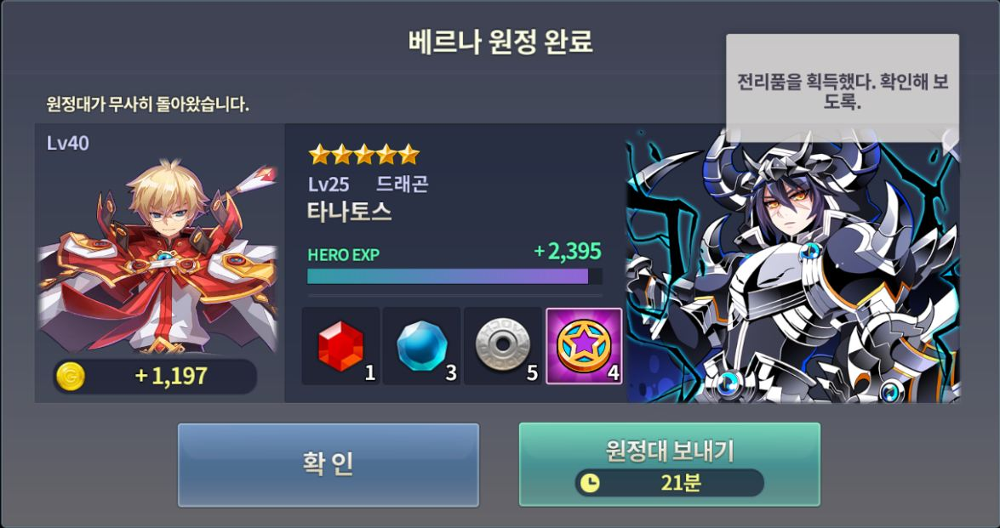 베르나 원정 완료
전리품을 획득했다. 확인해 보
도록.
원정대가 무사히 돌아왔습니다.
Lv40
Lv25 드래곤
타나토스
HERO EXP +2,395
1 3 5 4
G +1,197
확인
원정대 보내기
21분